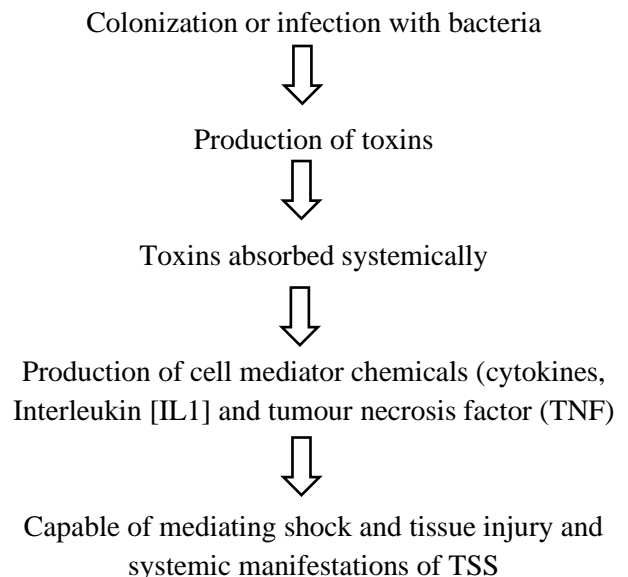 Colonization or infection with bacteria
Production of toxins
Toxins absorbed systemically
Production of cell mediator chemicals (cytokines,
Interleukin [IL1] and tumour necrosis factor (TNF)
Capable of mediating shock and tissue injury and
systemic manifestations of TSS